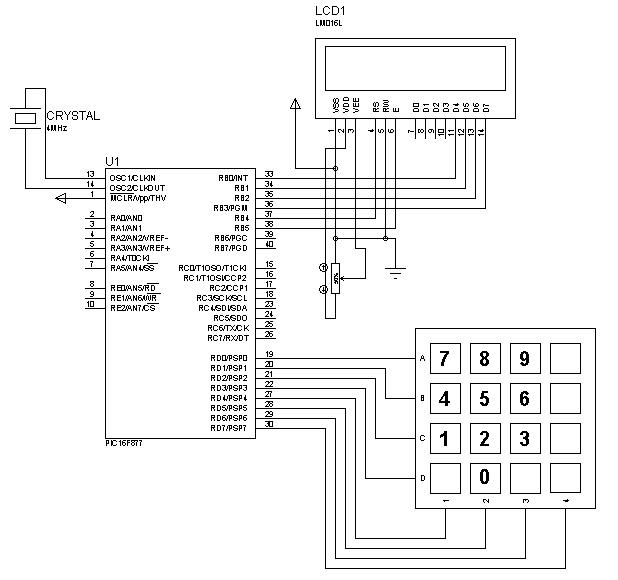 LCD1
LM016L
VSS VDD VEE RS RW E D0 D1 D2 D3 D4 D5 D6 D7
1 2 3 4 5 6 7 8 9 10 11 12 13 14
CRYSTAL
4MHz
U1
13 OSC1/CLKIN RB0/INT 33
14 OSC2/CLKOUT RB1 34
1 MCLR/Vpp/THV RB2 35
RB3/PGM 36
2 RA0/AN0 RB4 37
3 RA1/AN1 RB5 38
4 RA2/AN2/VREF- RB6/PGC 39
5 RA3/AN3/VREF+ RB7/PGD 40
6 RA4/T0CKI
7 RA5/AN4/SS RC0/T1OSO/T1CKI 15
RC1/T1OSI/CCP2 16
8 RE0/AN5/RD RC2/CCP1 17
9 RE1/AN6/WR RC3/SCK/SCL 18
10 RE2/AN7/CS RC4/SDI/SDA 23
RC5/SDO 24
RC6/TX/CK 25
RC7/RX/DT 26
RD0/PSP0 19
RD1/PSP1 20
RD2/PSP2 21
RD3/PSP3 22
RD4/PSP4 27
RD5/PSP5 28
RD6/PSP6 29
RD7/PSP7 30
PIC16F877
A 7 8 9
B 4 5 6
C 1 2 3
D 0
1 2 3 4